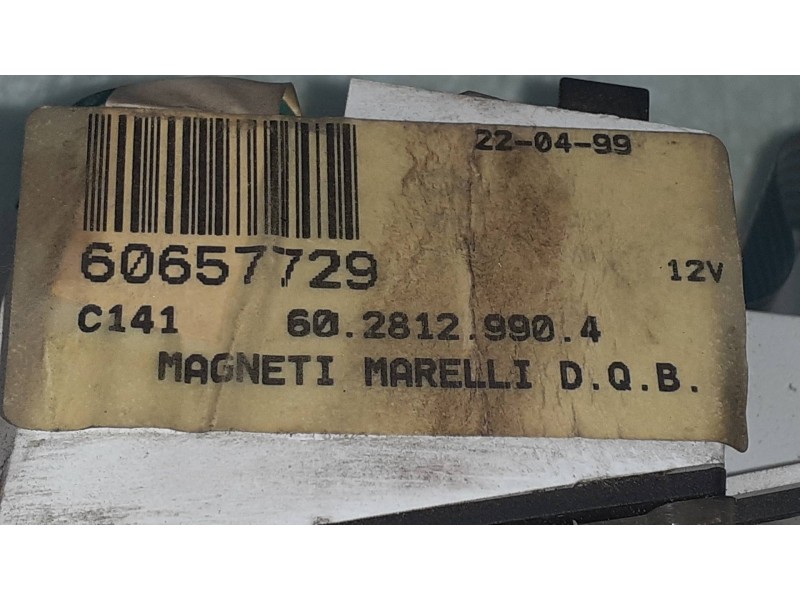 22-04-99
60657729
12V
C141 60.2812.990.4
MAGNETI MARELLI D.Q.B.